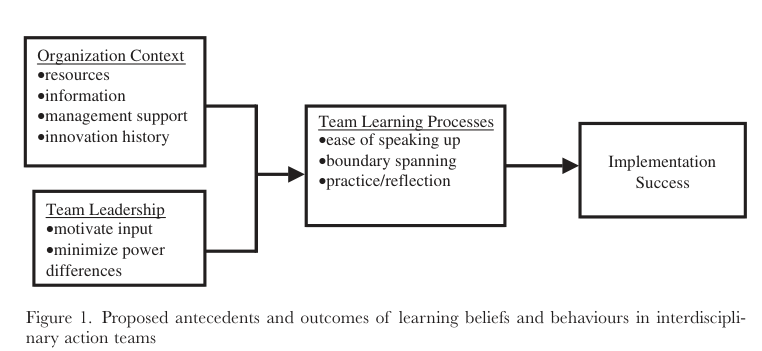 Organization Context
•resources
•information
•management support
•innovation history
Team Leadership
•motivate input
•minimize power
differences
Team Learning Processes
•ease of speaking up
•boundary spanning
•practice/reflection
Implementation
Success
Figure 1. Proposed antecedents and outcomes of learning beliefs and behaviours in interdiscipli-
nary action teams